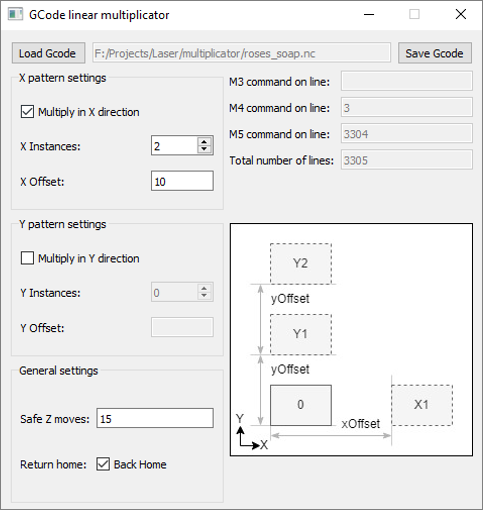 GCode linear multiplicator
Load Gcode
F:/Projects/Laser/multiplicator/roses_soap.nc
Save Gcode
X pattern settings
Multiply in X direction
X Instances:
2
X Offset:
10
M3 command on line:
M4 command on line:
3
M5 command on line:
3304
Total number of lines:
3305
Y pattern settings
Multiply in Y direction
Y Instances:
0
Y Offset:
General settings
Safe Z moves:
15
Return home:
Back Home
Y2
yOffset
Y1
yOffset
0
X1
xOffset
Y
X